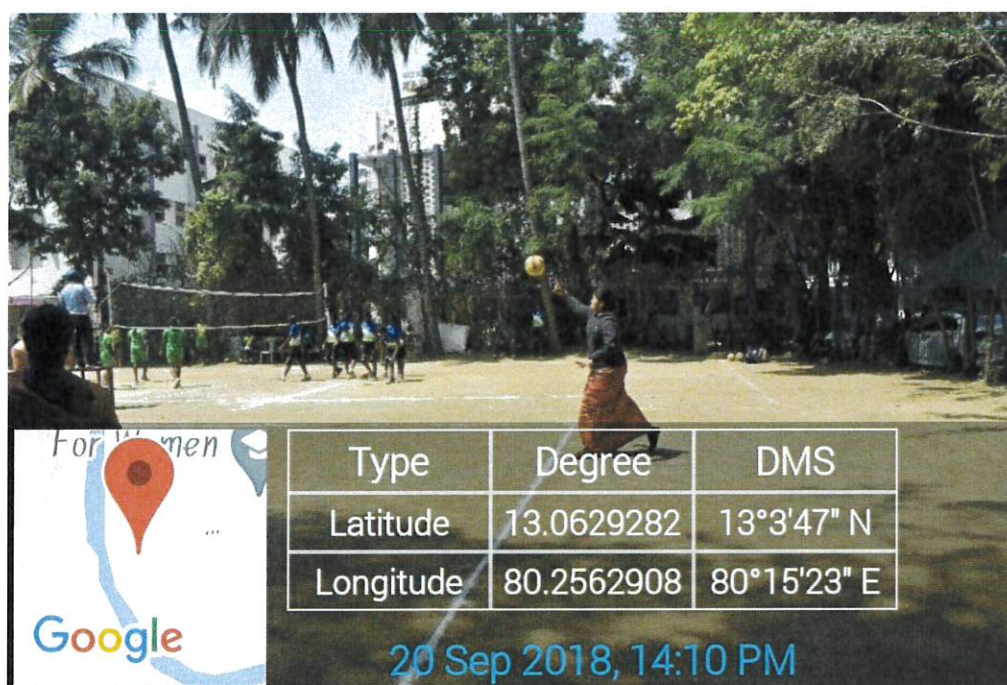 For Women
Google
Type Degree DMS
Latitude 13.0629282 13°3'47" N
Longitude 80.2562908 80°15'23" E
20 Sep 2018, 14:10 PM